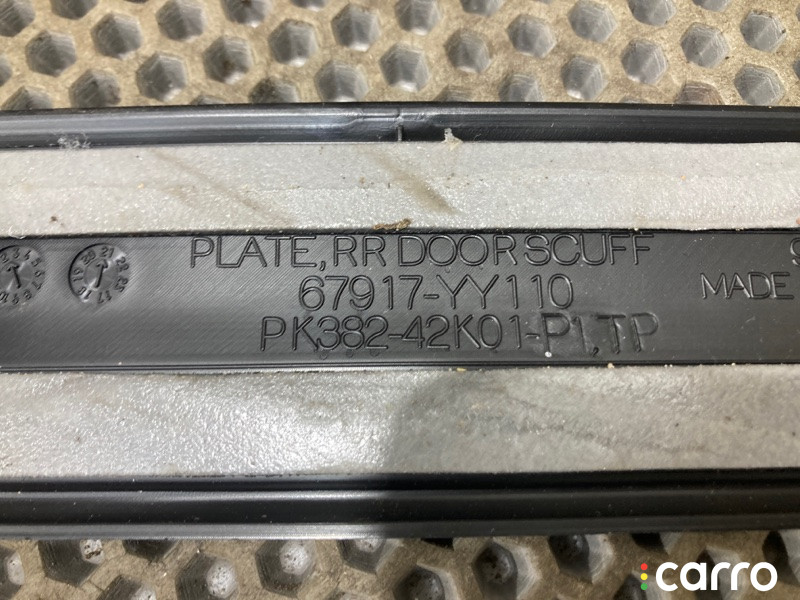 PLATE, RR DOOR SCUFF
67917-YY110
PK382-42K01-P1, TP
MADE
carro